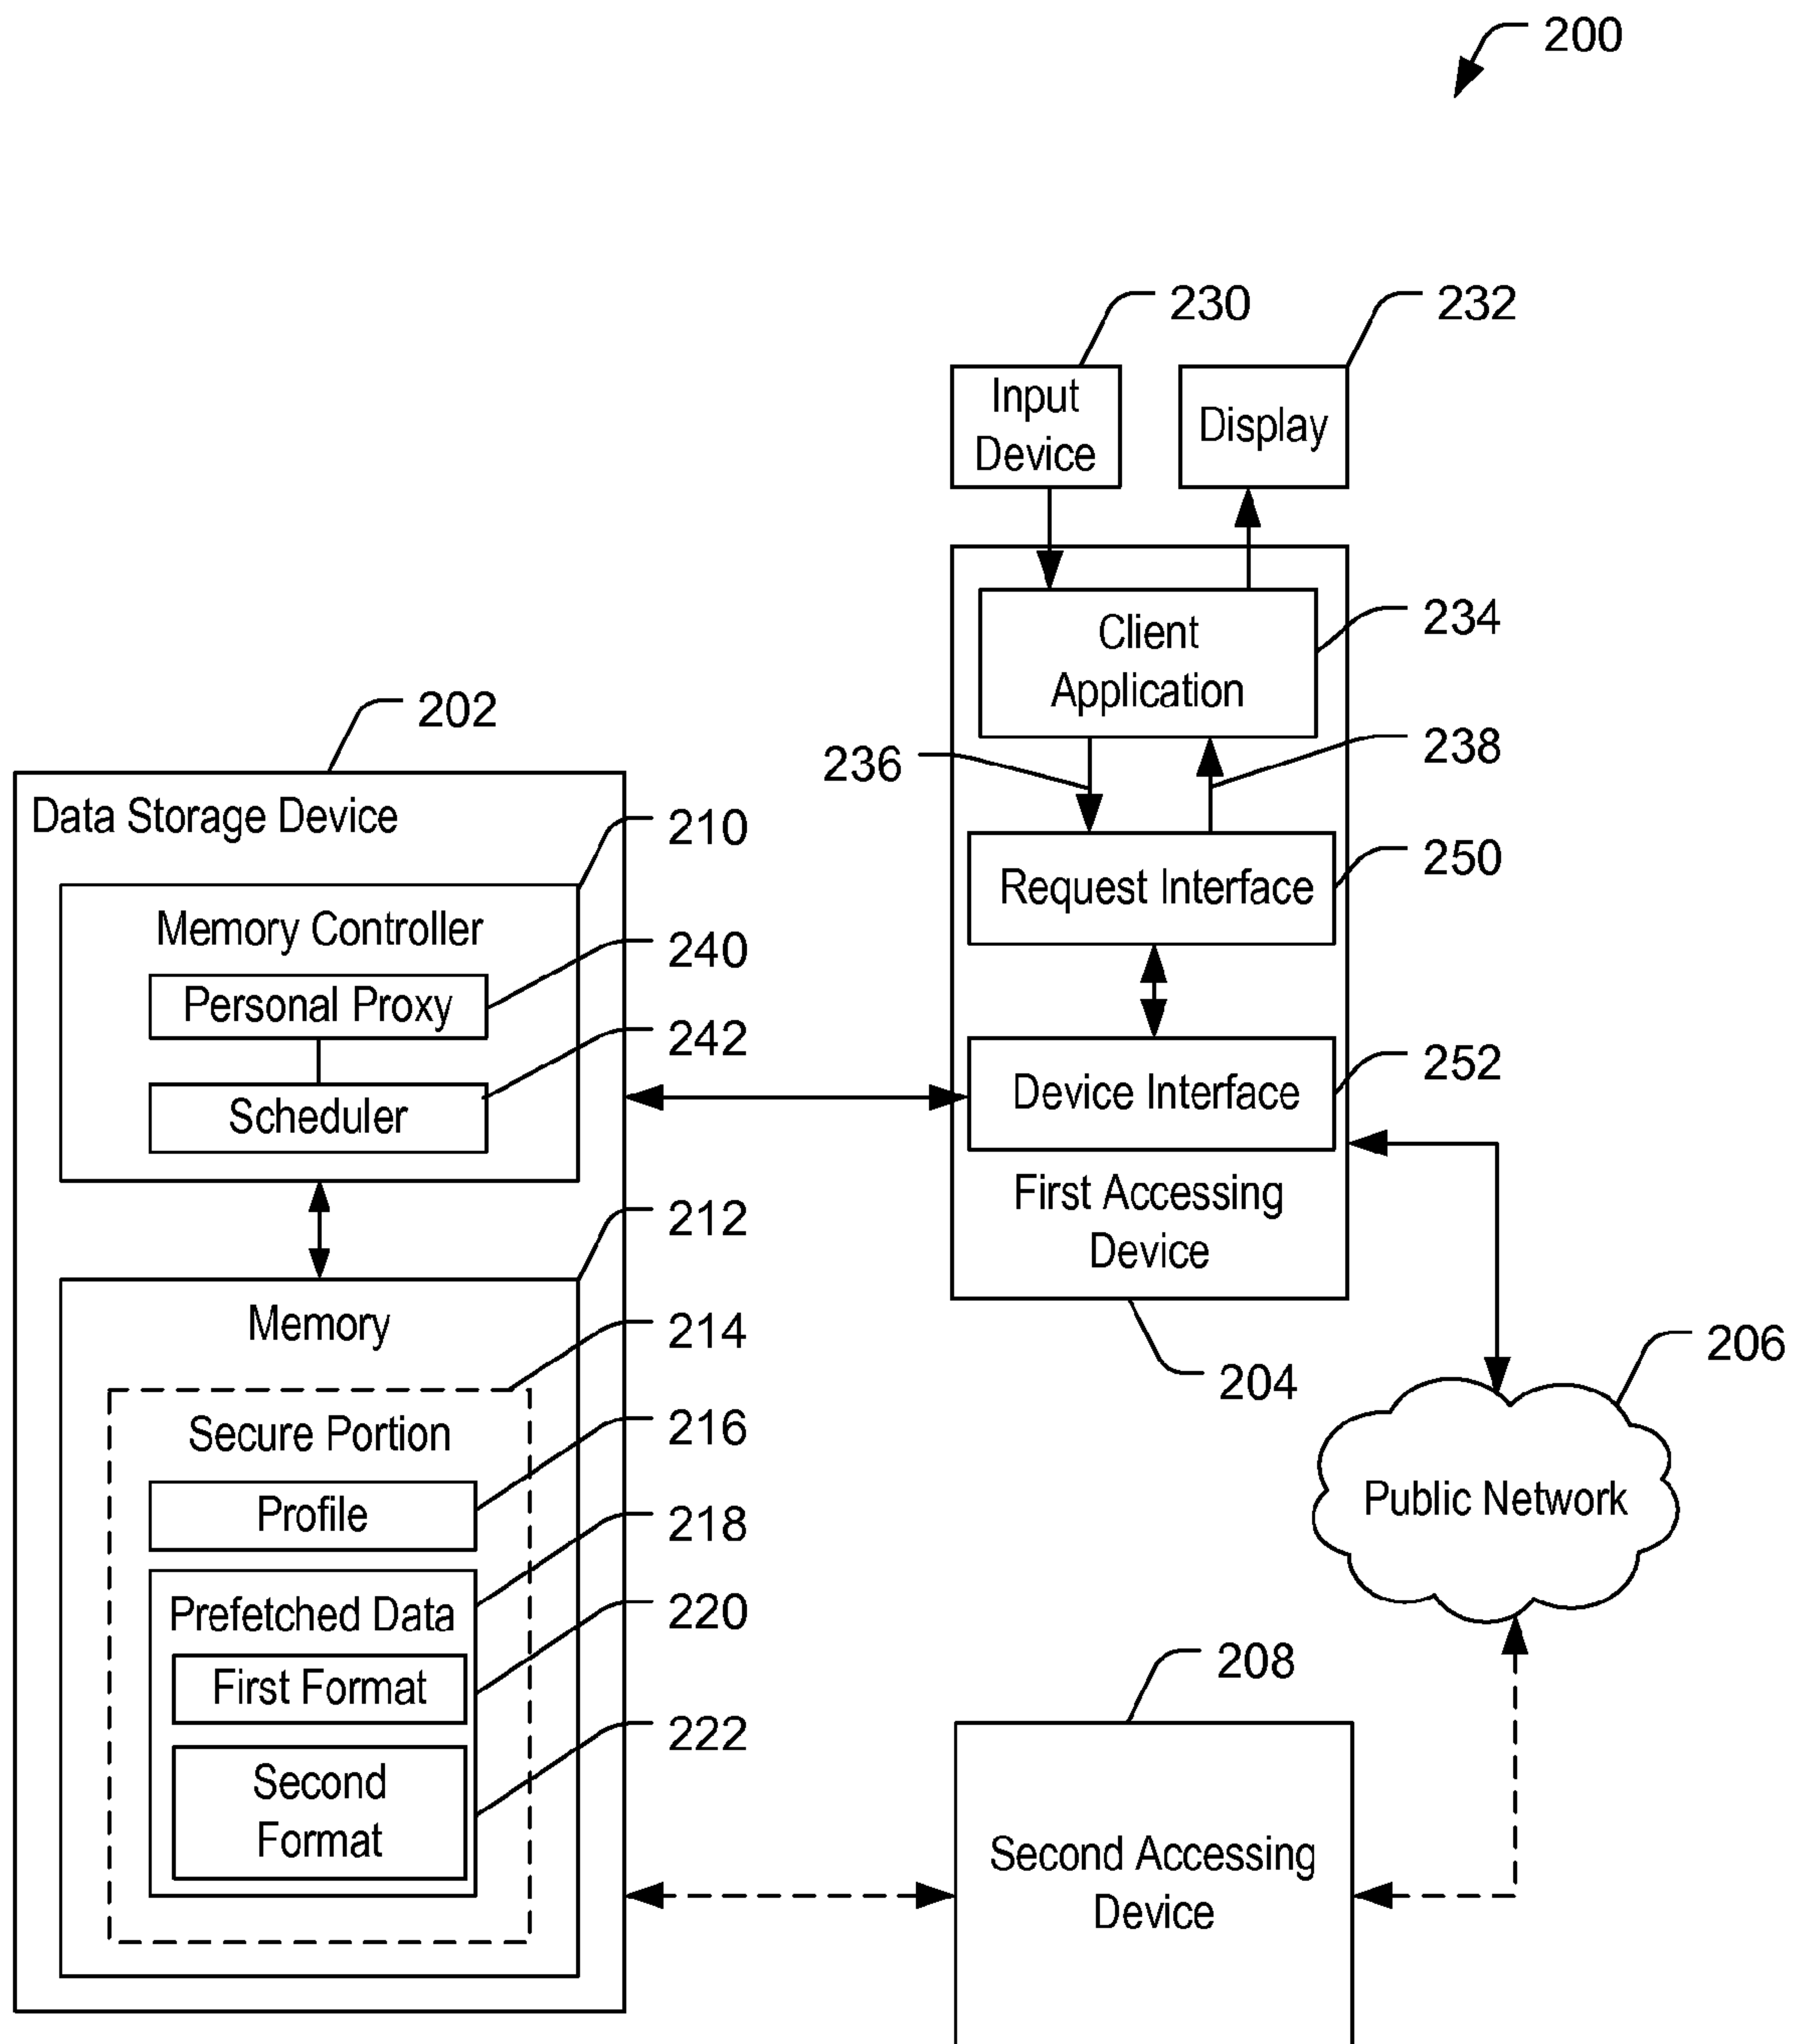 200
230
232
Input
Device
Display
Client
Application
234
236
238
Request Interface
250
Device Interface
252
First Accessing
Device
204
202
Data Storage Device
210
Memory Controller
240
Personal Proxy
242
Scheduler
212
Memory
214
Secure Portion
216
Profile
218
Prefetched Data
220
First Format
222
Second
Format
206
Public Network
208
Second Accessing
Device